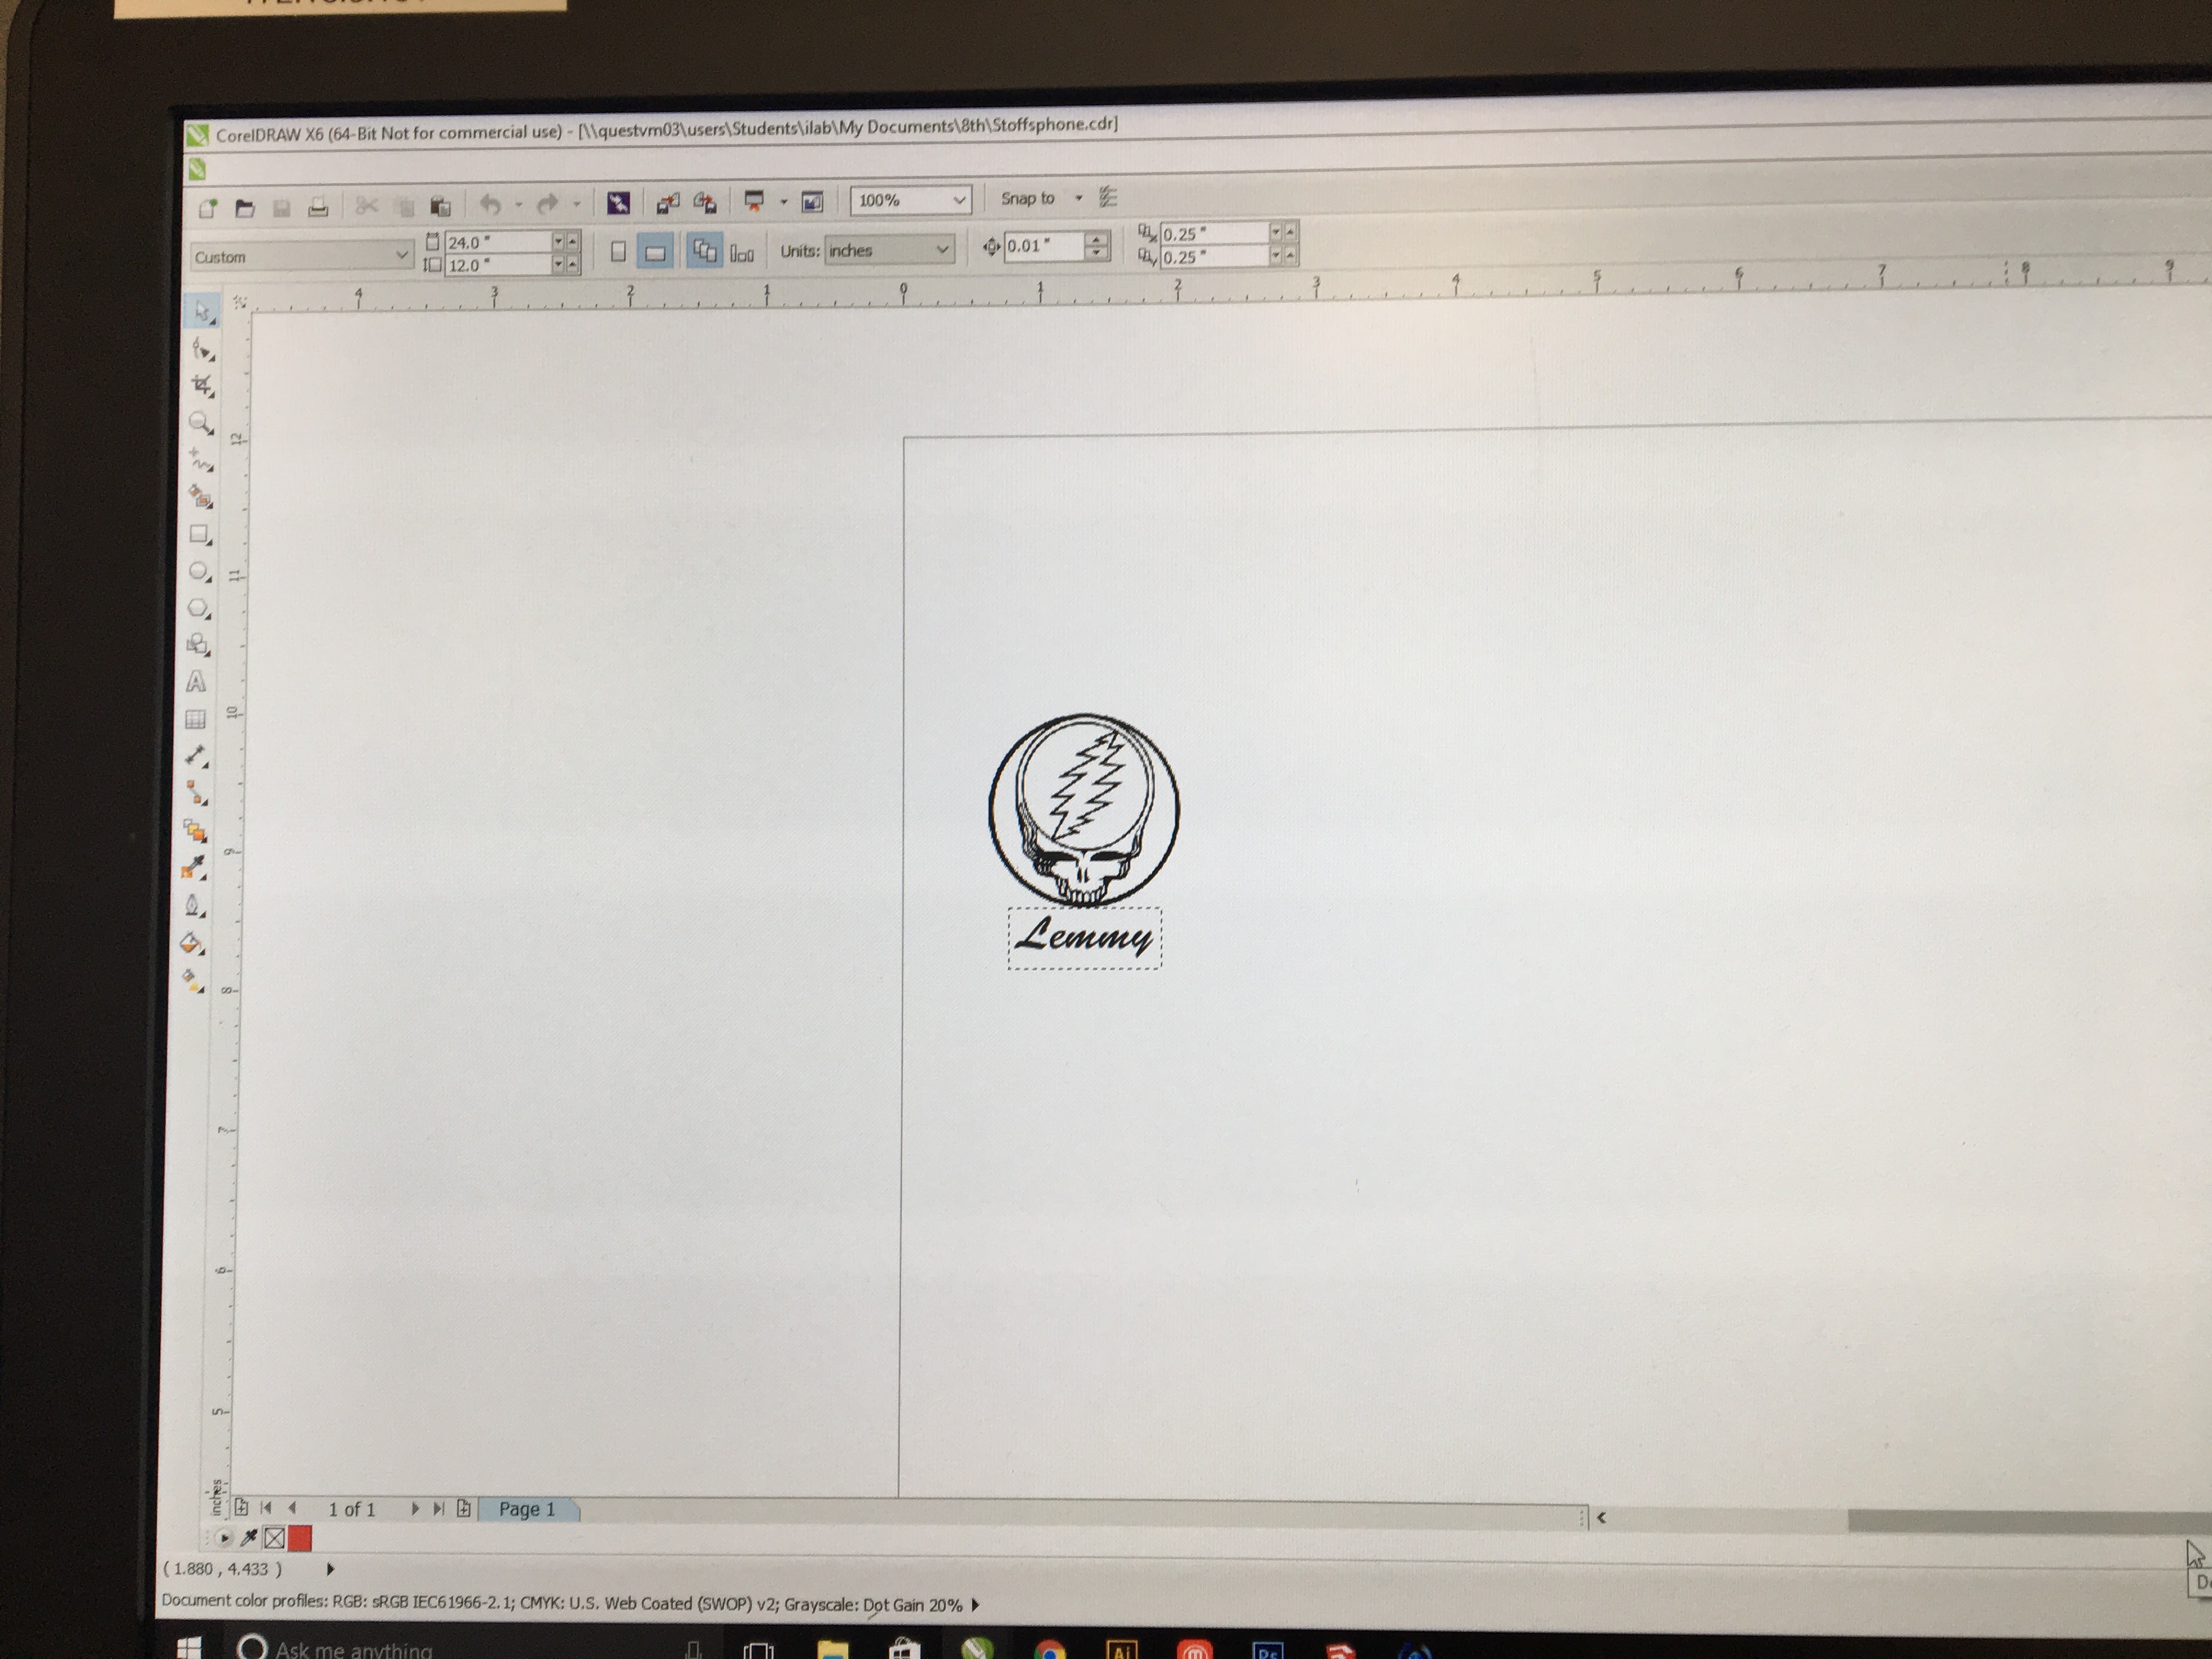 CorelDRAW X6 (64-Bit Not for commercial use) - [\\questvm03\users\Students\ilab\My Documents\8th\Stoffsphone.cdr]
100%
Snap to
Custom
24.0 "
12.0 "
Units: inches
0.01 "
0.25 "
0.25 "
4 3 2 1 0 1 2 3 4 5 6 7 8 9
12
11
10
9
8
7
6
5
inches
Lemmy
1 of 1
Page 1
( 1.880 , 4.433 )
Document color profiles: RGB: sRGB IEC61966-2.1; CMYK: U.S. Web Coated (SWOP) v2; Grayscale: Dot Gain 20%
Ask me anything
Ai
Ps